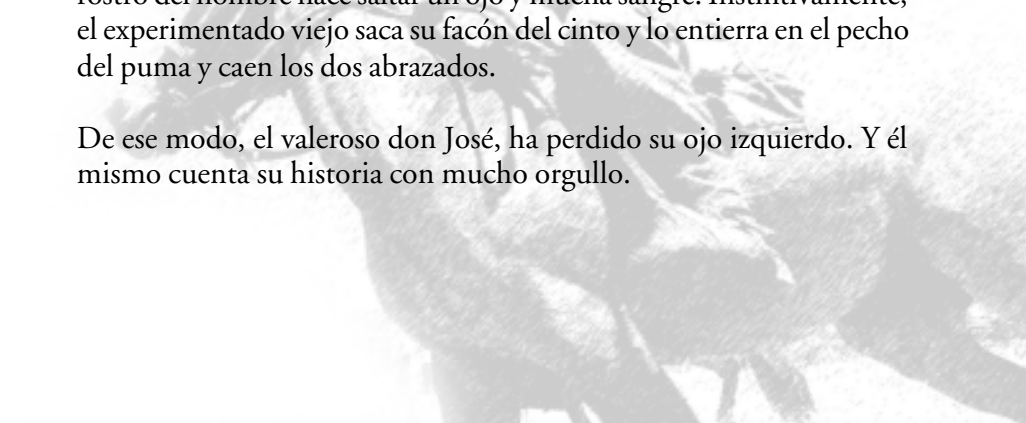 rostro del hombre hace saltar un ojo y mucha sangre. Instintivamente,
el experimentado viejo saca su facón del cinto y lo entierra en el pecho
del puma y caen los dos abrazados.
De ese modo, el valeroso don José, ha perdido su ojo izquierdo. Y él
mismo cuenta su historia con mucho orgullo.